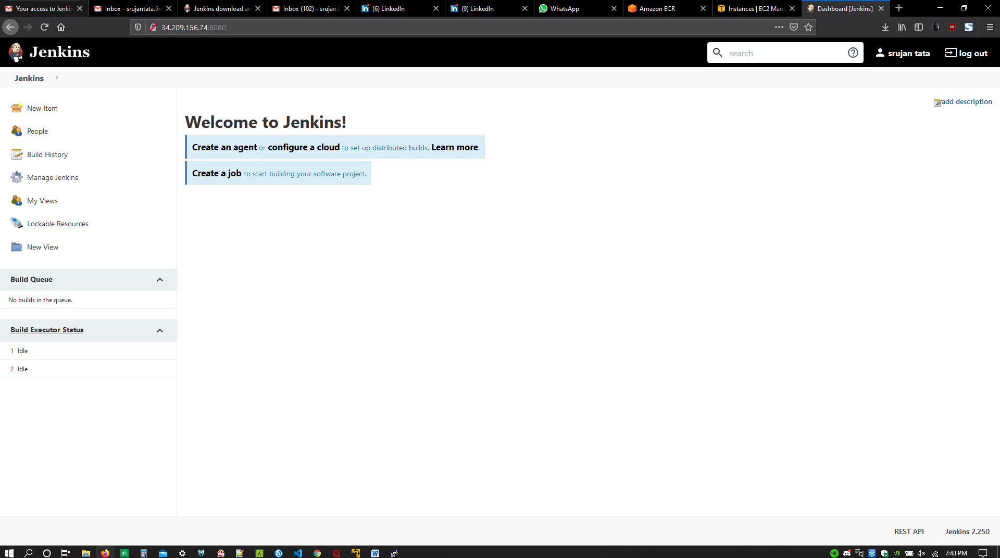 Your access to Jenkin
Inbox - srujantata.lin
Jenkins download an
Inbox (102) - srujan.t
(6) LinkedIn
(9) LinkedIn
WhatsApp
Amazon ECR
Instances | EC2 Mana
Dashboard [Jenkins]
34.209.156.74:8080
Jenkins
search
srujan tata
log out
Jenkins
New Item
People
Build History
Manage Jenkins
My Views
Lockable Resources
New View
Build Queue
No builds in the queue.
Build Executor Status
1 Idle
2 Idle
add description
Welcome to Jenkins!
Create an agent or configure a cloud to set up distributed builds. Learn more.
Create a job to start building your software project.
REST API
Jenkins 2.250
7:43 PM